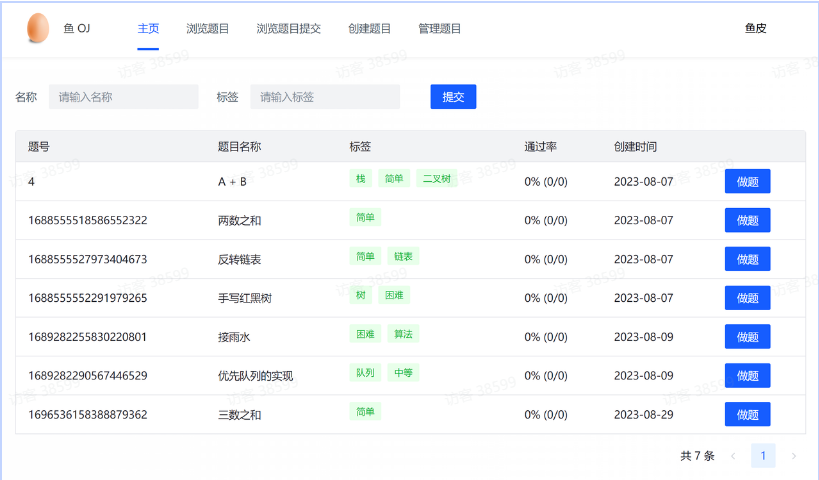 鱼 OJ 主页 浏览题目 浏览题目提交 创建题目 管理题目 鱼皮
名称 请输入名称 标签 请输入标签 提交
题号 题目名称 标签 通过率 创建时间
4 A + B 栈 简单 二叉树 0% (0/0) 2023-08-07 做题
1688555518586552322 两数之和 简单 0% (0/0) 2023-08-07 做题
1688555527973404673 反转链表 简单 链表 0% (0/0) 2023-08-07 做题
1688555552291979265 手写红黑树 树 困难 0% (0/0) 2023-08-07 做题
1689282255830220801 接雨水 困难 算法 0% (0/0) 2023-08-09 做题
1689282290567446529 优先队列的实现 队列 中等 0% (0/0) 2023-08-09 做题
1696536158388879362 三数之和 简单 0% (0/0) 2023-08-29 做题
共 7 条 1
访客 38599